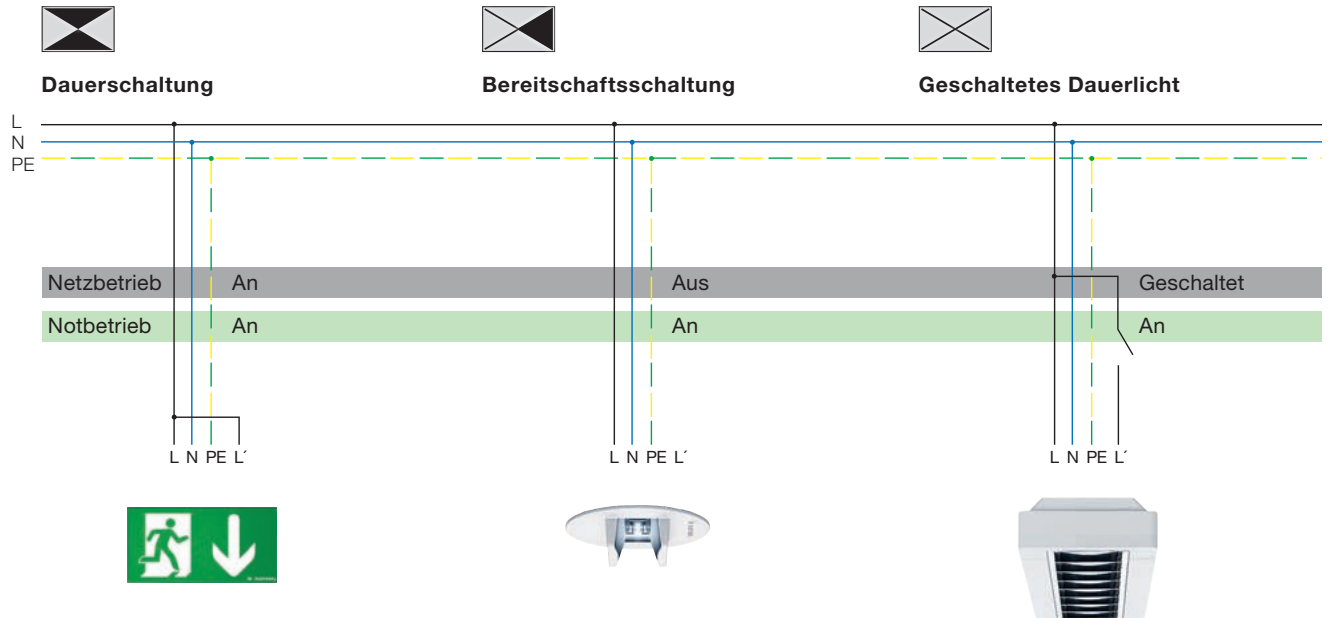 Dauerschaltung
Bereitschaftsschaltung
Geschaltetes Dauerlicht
L
N
PE
Netzbetrieb An Aus Geschaltet
Notbetrieb An An An
L N PE L´
L N PE L´
L N PE L´